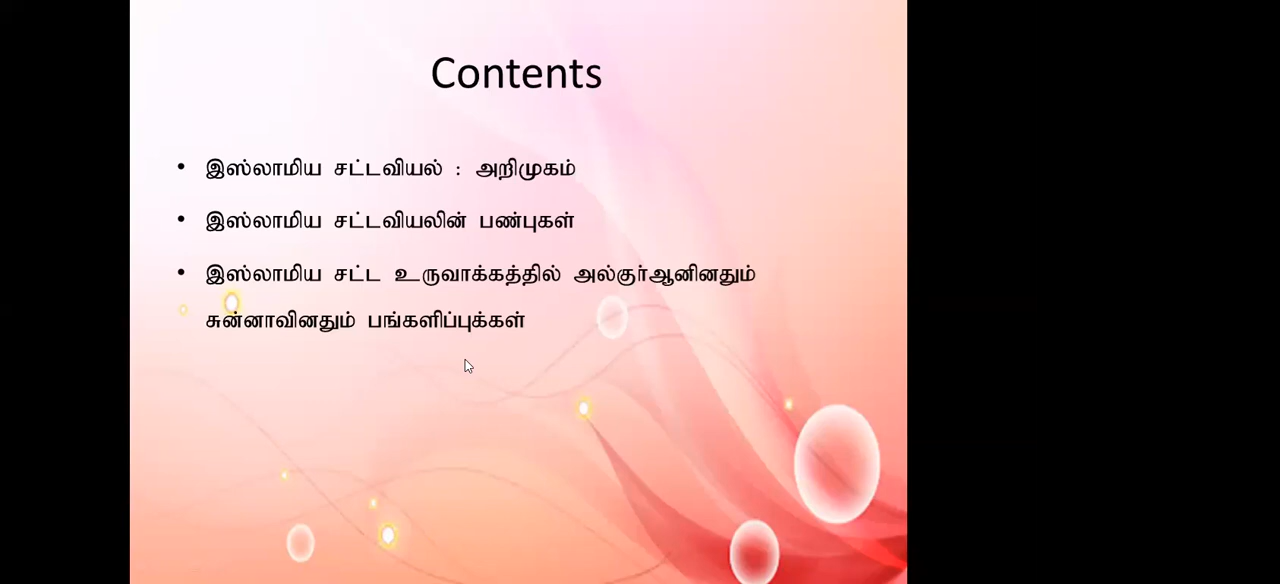 Contents
• இஸ்லாமிய சட்டவியல் : அறிமுகம்
• இஸ்லாமிய சட்டவியலின் பண்புகள்
• இஸ்லாமிய சட்ட உருவாக்கத்தில் அல்குர்ஆனினதும்
சுன்னாவினதும் பங்களிப்புக்கள்